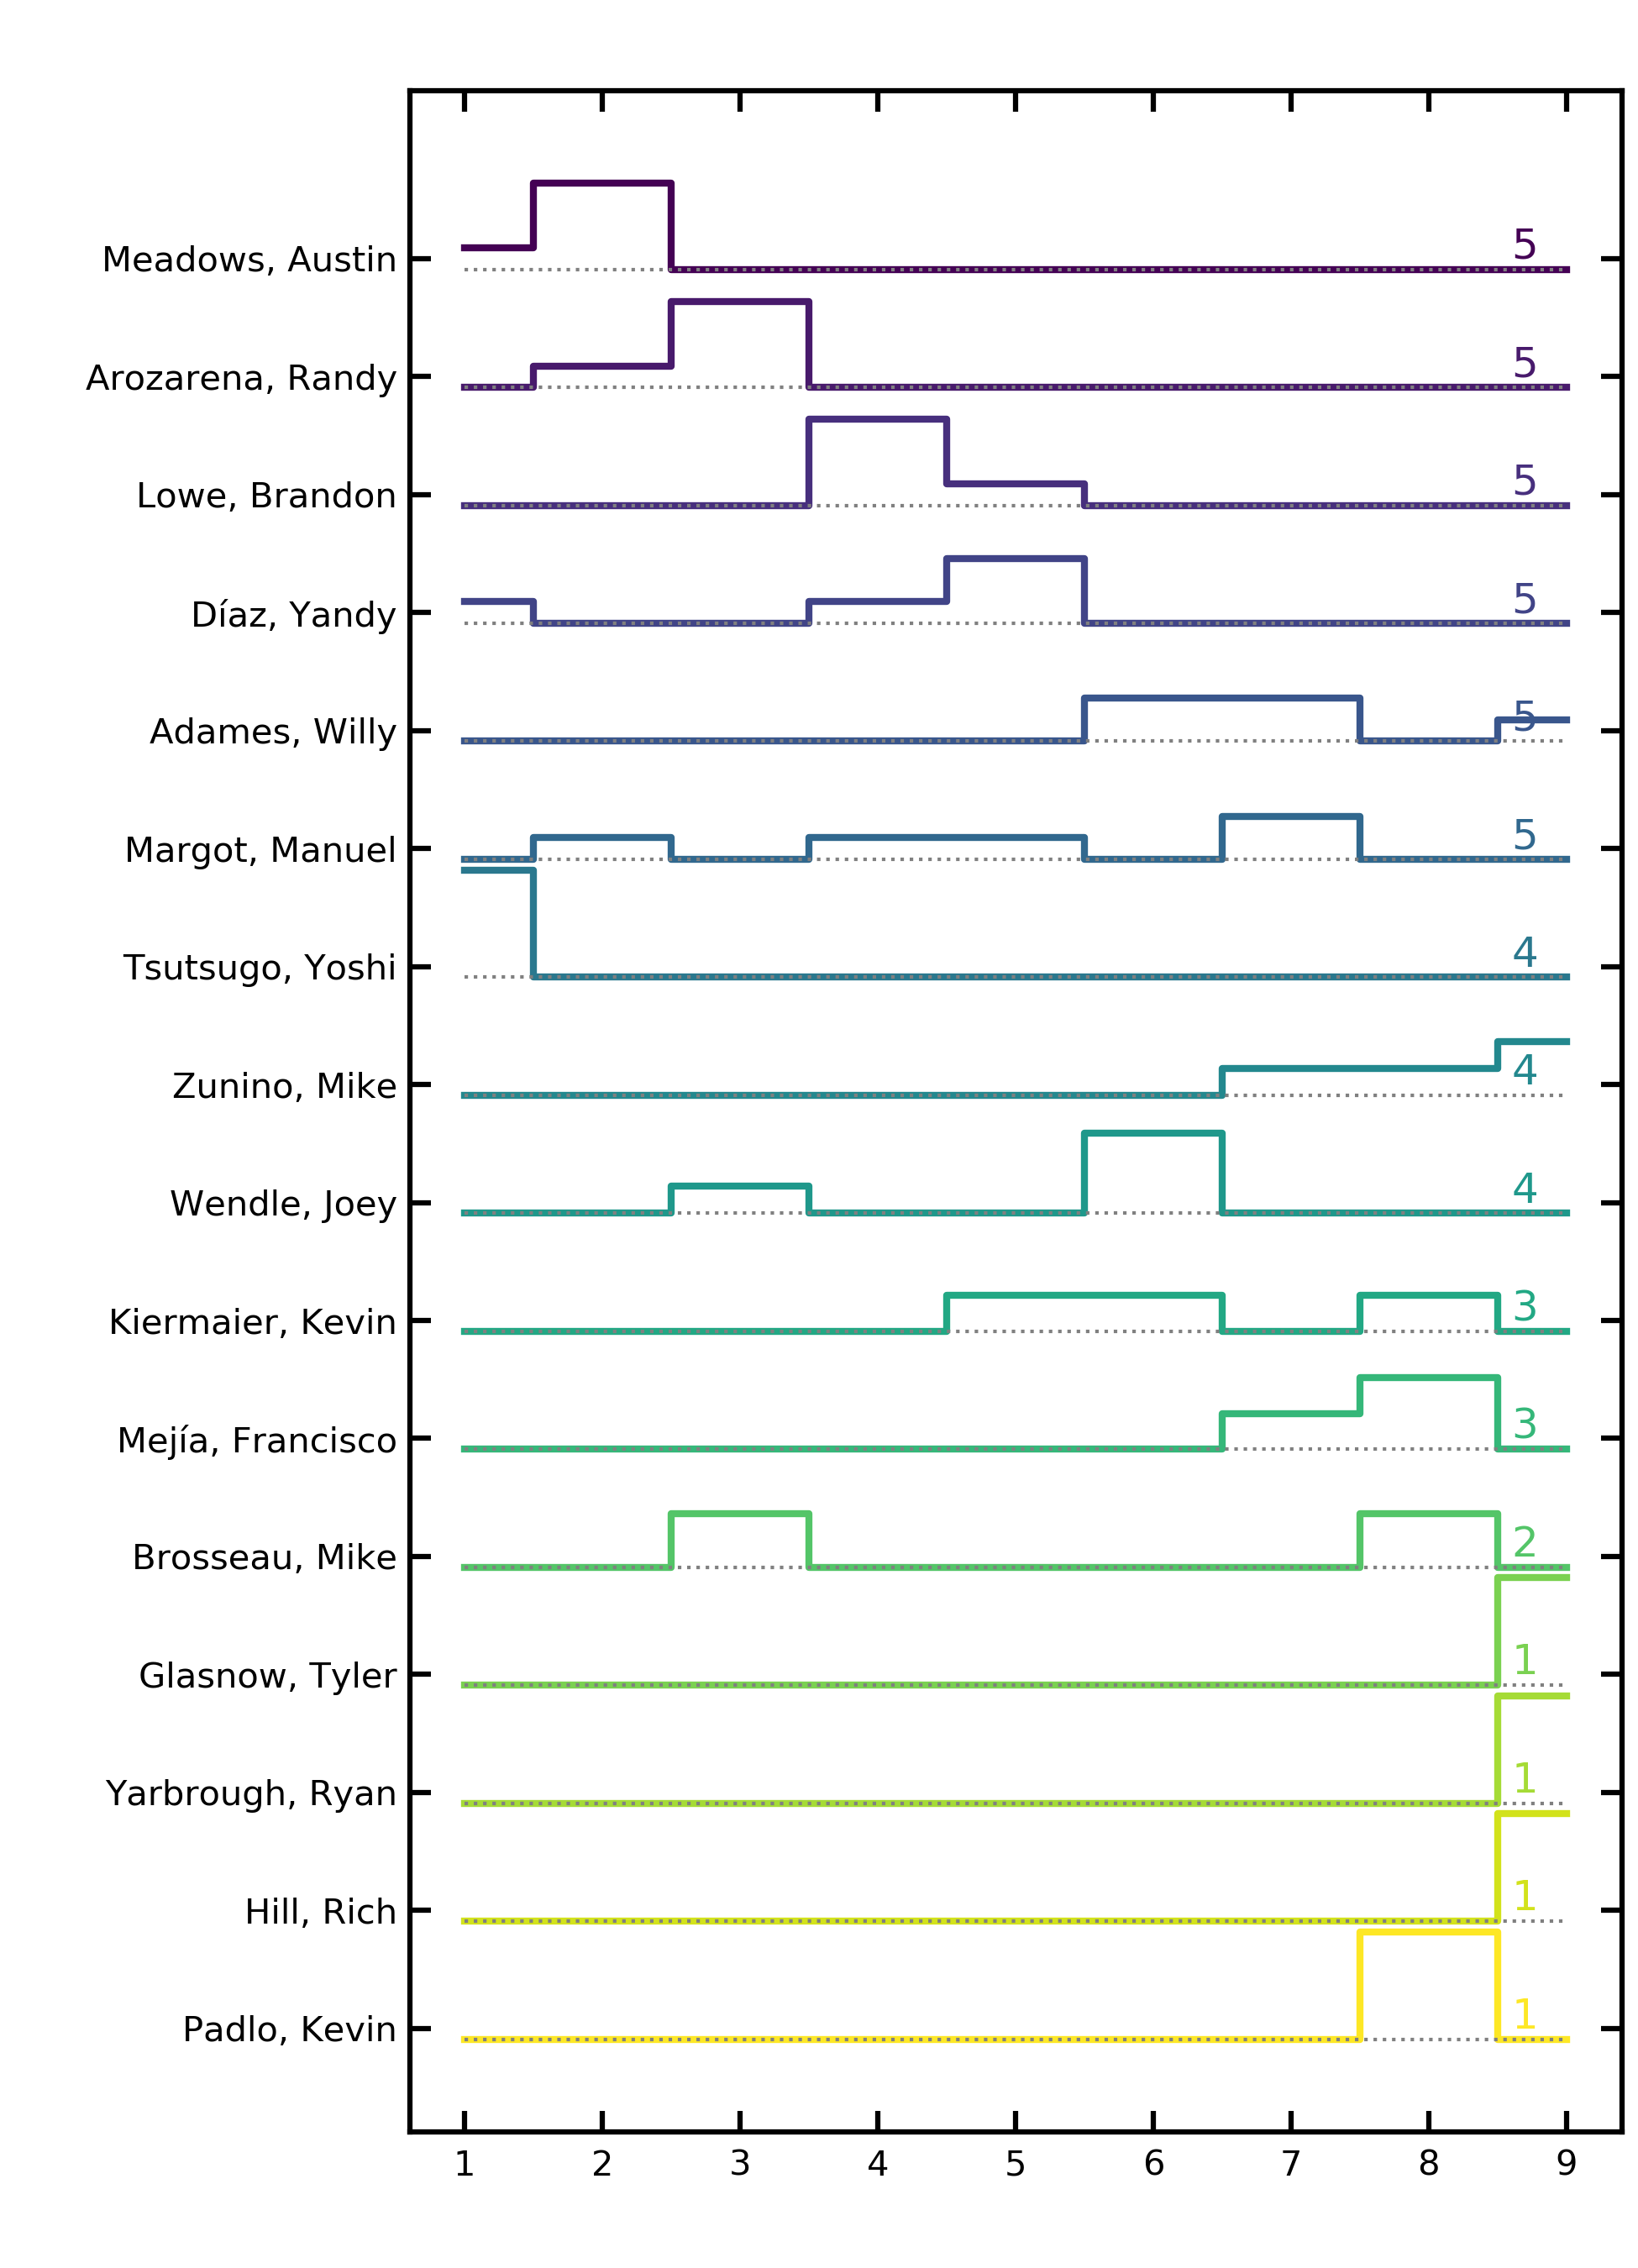 Meadows, Austin 5
Arozarena, Randy 5
Lowe, Brandon 5
Díaz, Yandy 5
Adames, Willy 5
Margot, Manuel 5
Tsutsugo, Yoshi 4
Zunino, Mike 4
Wendle, Joey 4
Kiermaier, Kevin 3
Mejía, Francisco 3
Brosseau, Mike 2
Glasnow, Tyler 1
Yarbrough, Ryan 1
Hill, Rich 1
Padlo, Kevin 1
1 2 3 4 5 6 7 8 9